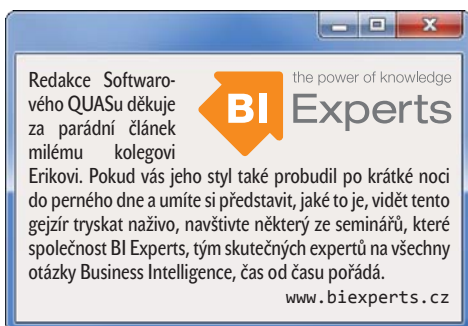 Redakce Softwaro-
vého QUASu děkuje
za parádní článek
milému kolegovi
the power of knowledge
BI Experts
Erikovi. Pokud vás jeho styl také probudil po krátké noci
do perného dne a umíte si představit, jaké to je, vidět tento
gejzír tryskat naživo, navštivte některý ze seminářů, které
společnost BI Experts, tým skutečných expertů na všechny
otázky Business Intelligence, čas od času pořádá.
www.biexperts.cz